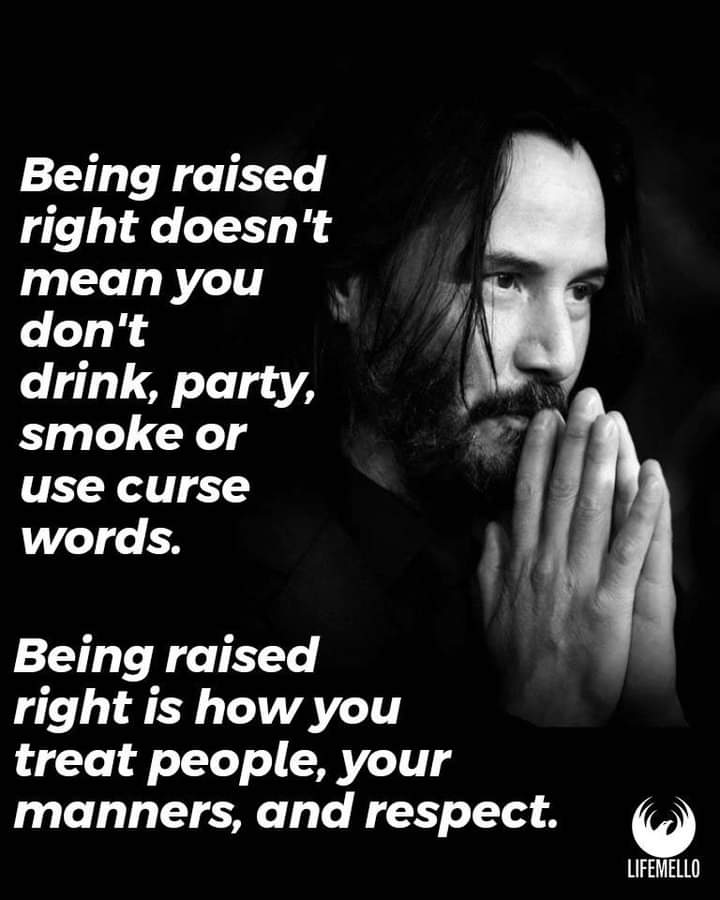 Being raised
right doesn't
mean you
don't
drink, party,
smoke or
use curse
words.
Being raised
right is how you
treat people, your
manners, and respect.
LIFEMELLO